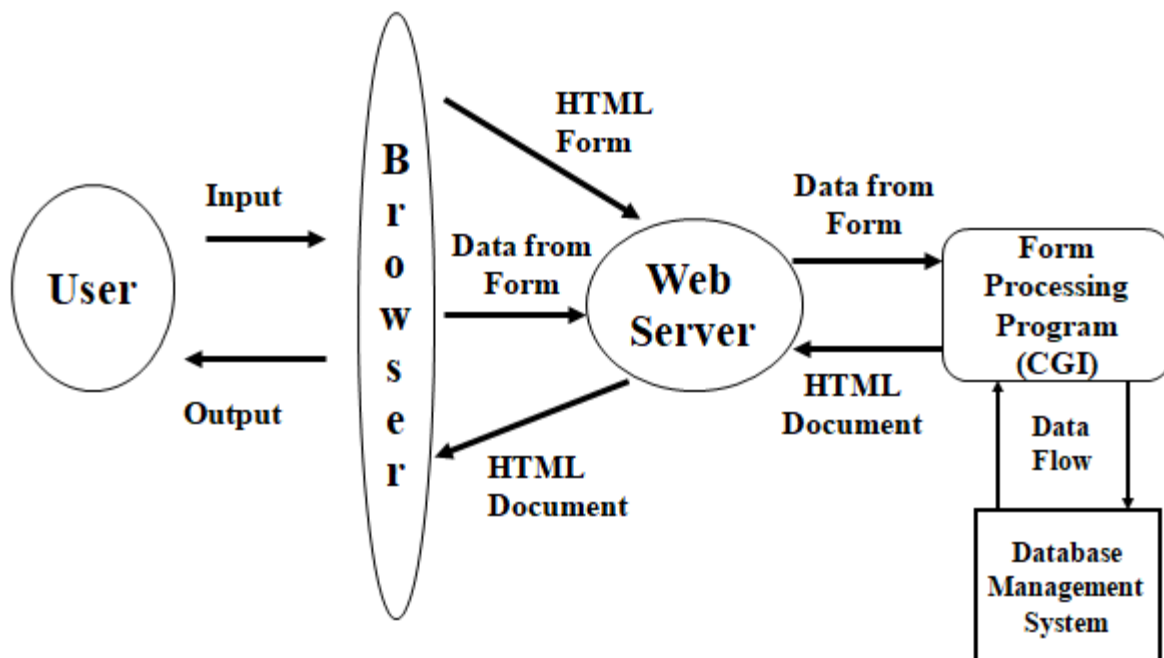 User
Input
Output
Browser
HTML
Form
Data from
Form
HTML
Document
Web
Server
Data from
Form
HTML
Document
Form
Processing
Program
(CGI)
Data
Flow
Database
Management
System